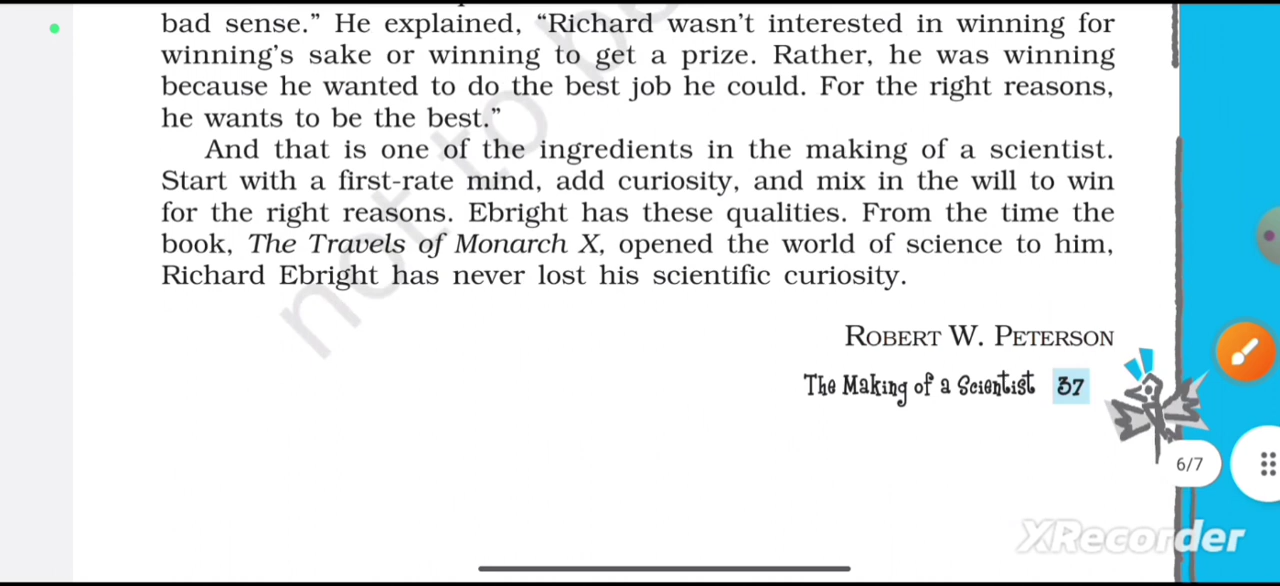 bad sense.” He explained, “Richard wasn’t interested in winning for
winning’s sake or winning to get a prize. Rather, he was winning
because he wanted to do the best job he could. For the right reasons,
he wants to be the best.”
And that is one of the ingredients in the making of a scientist.
Start with a first-rate mind, add curiosity, and mix in the will to win
for the right reasons. Ebright has these qualities. From the time the
book, The Travels of Monarch X, opened the world of science to him,
Richard Ebright has never lost his scientific curiosity.
ROBERT W. PETERSON
The Making of a Scientist 37
6/7
XRecorder
not to be